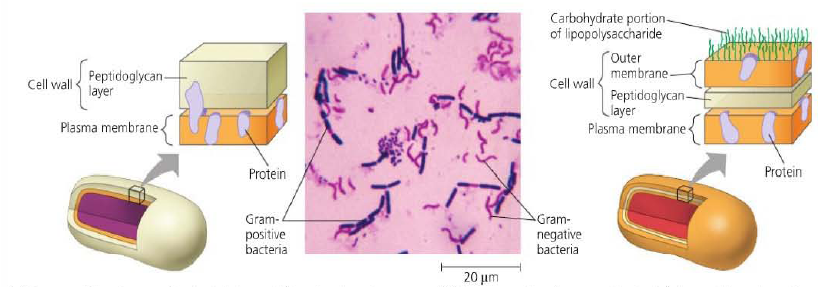 Cell wall
Peptidoglycan
layer
Plasma membrane
Protein
Gram-
positive
bacteria
20 μm
Gram-
negative
bacteria
Carbohydrate portion
of lipopolysaccharide
Cell wall
Outer
membrane
Peptidoglycan
layer
Plasma membrane
Protein